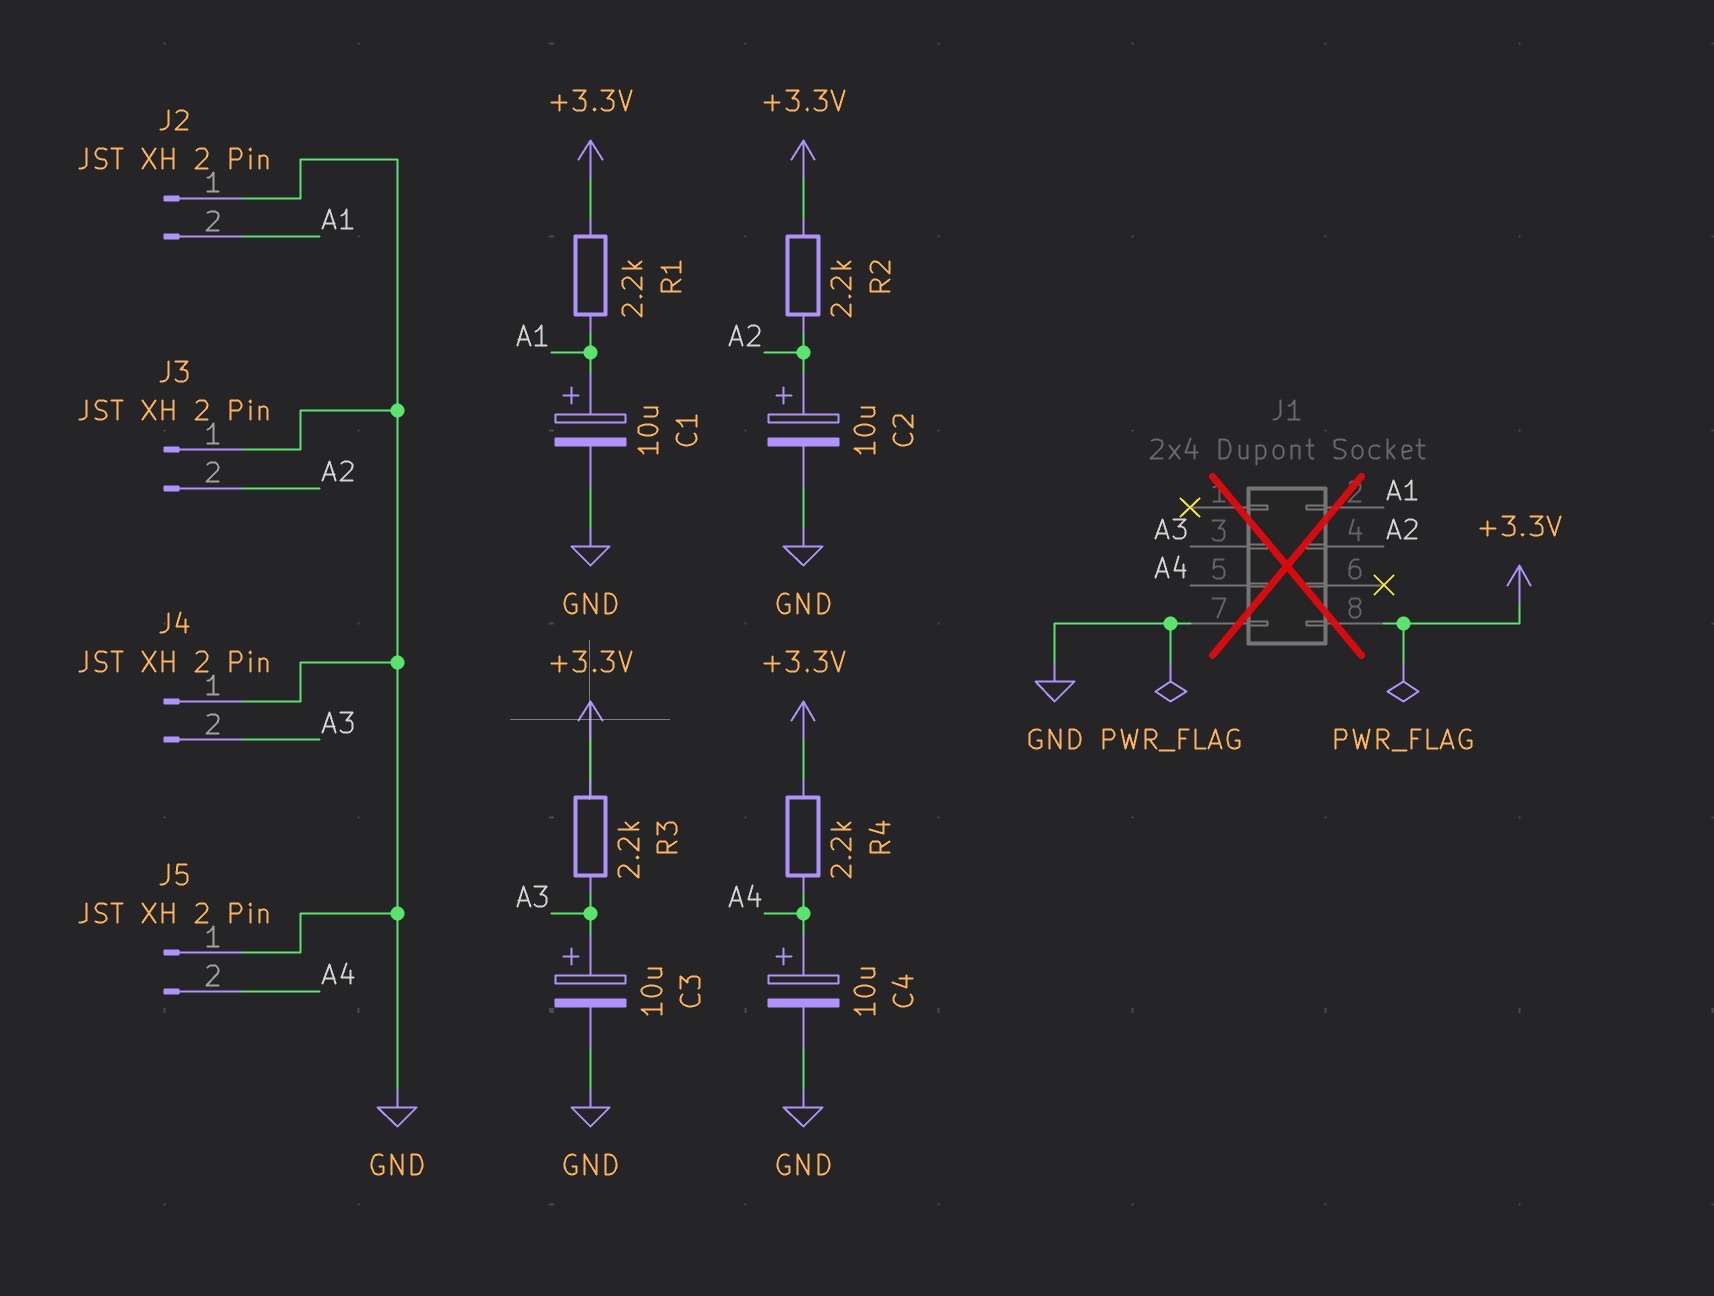 J2
JST XH 2 Pin
1
2
A1
J3
JST XH 2 Pin
1
2
A2
J4
JST XH 2 Pin
1
2
A3
J5
JST XH 2 Pin
1
2
A4
GND
+3.3V
2.2k
R1
A1
+
10u
C1
GND
+3.3V
2.2k
R2
A2
+
10u
C2
GND
+3.3V
2.2k
R3
A3
+
10u
C3
GND
+3.3V
2.2k
R4
A4
+
10u
C4
GND
J1
2x4 Dupont Socket
1
2
A1
A3
3
4
A2
A4
5
6
7
8
+3.3V
GND
PWR_FLAG
PWR_FLAG